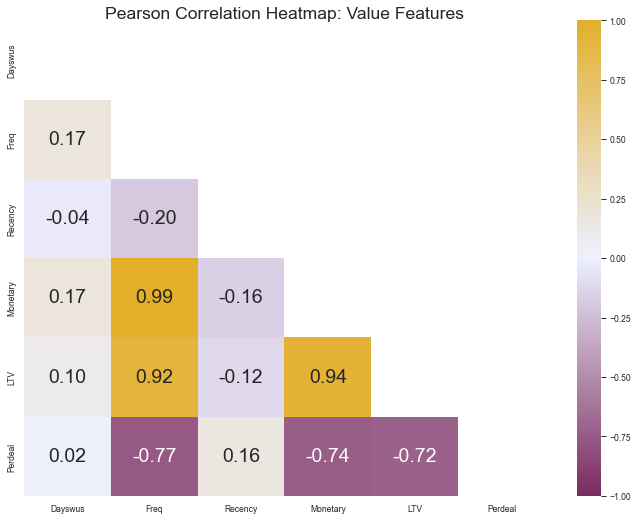 Pearson Correlation Heatmap: Value Features
Dayswus
Freq
0.17
Recency
-0.04 -0.20
Monetary
0.17 0.99 -0.16
LTV
0.10 0.92 -0.12 0.94
Perdeal
0.02 -0.77 0.16 -0.74 -0.72
Dayswus Freq Recency Monetary LTV Perdeal
1.00
0.75
0.50
0.25
0.00
−0.25
−0.50
−0.75
−1.00